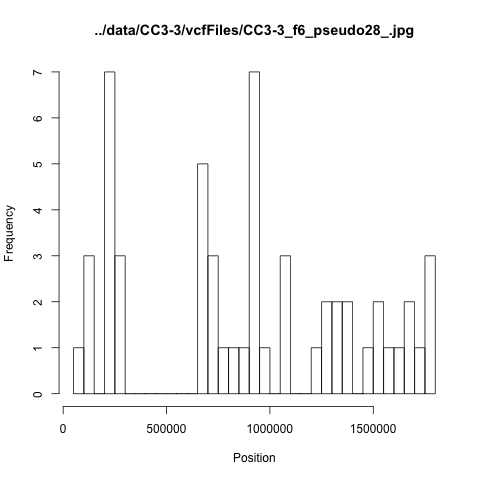 ../data/CC3-3/vcfFiles/CC3-3_f6_pseudo28_.jpg
7
6
5
4
3
2
1
0
Frequency
0 500000 1000000 1500000
Position